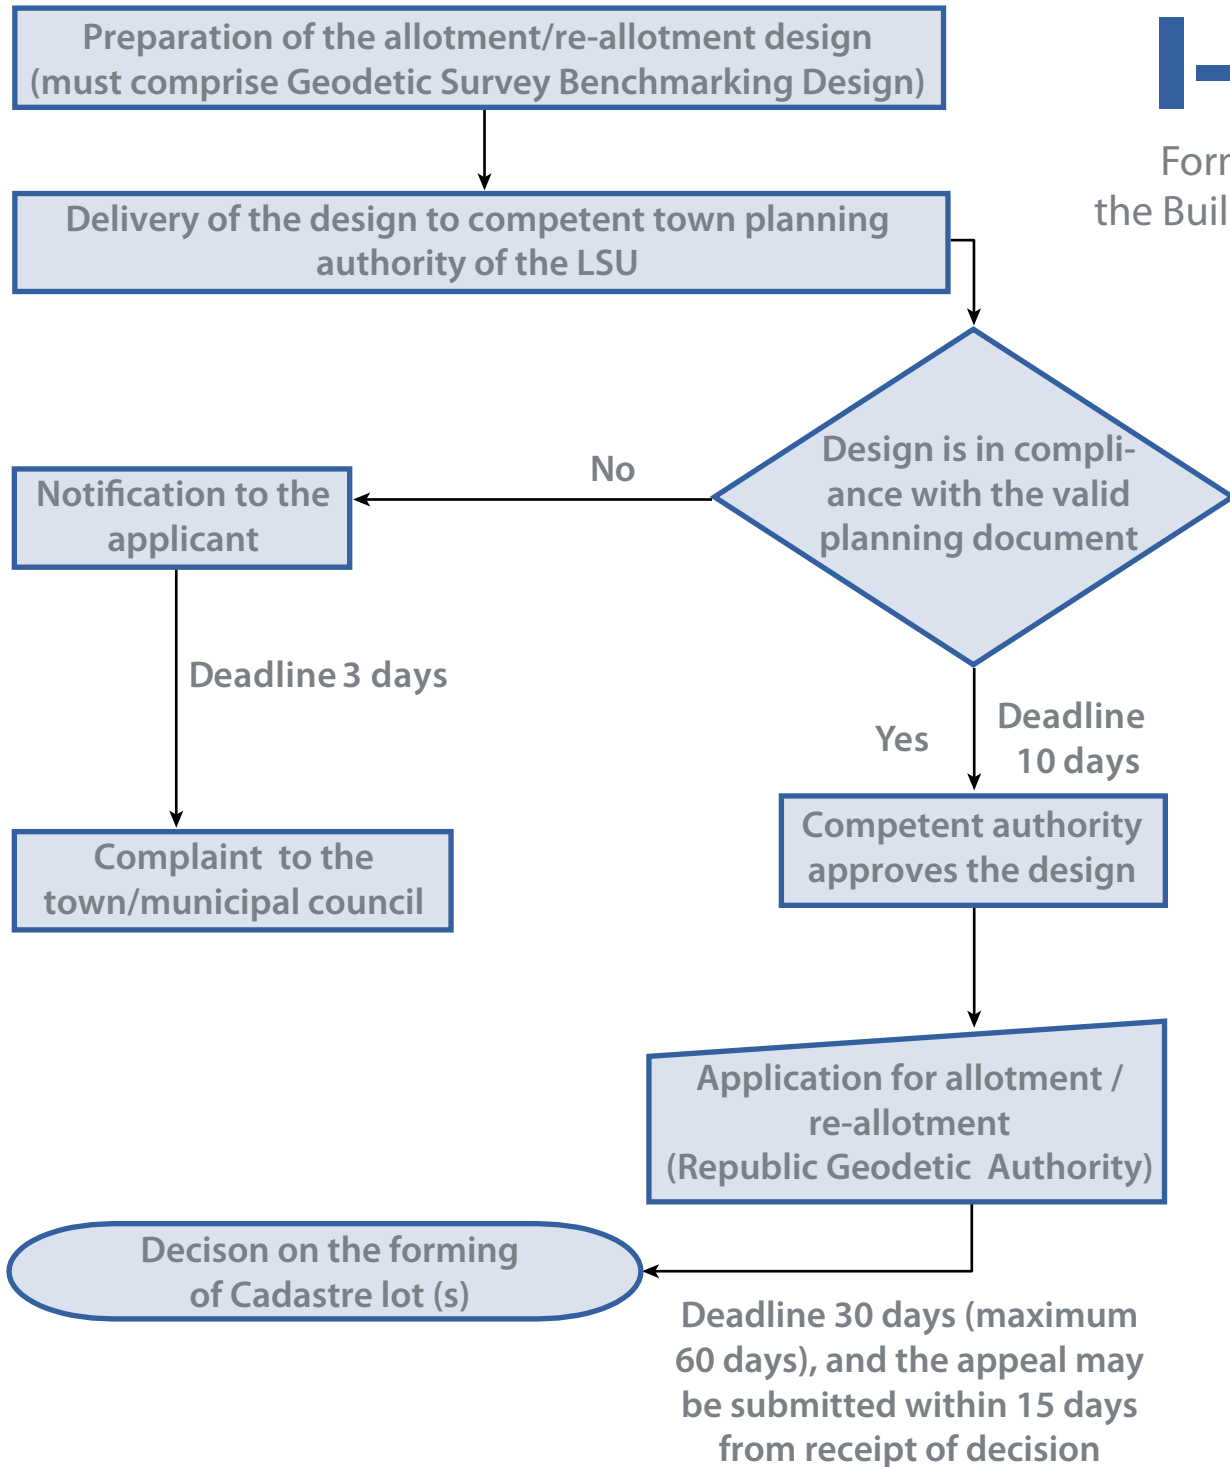 Preparation of the allotment/re-allotment design
(must comprise Geodetic Survey Benchmarking Design)
Delivery of the design to competent town planning
authority of the LSU
Design is in compli-
ance with the valid
planning document
No
Notification to the
applicant
Deadline 3 days
Complaint to the
town/municipal council
Yes
Deadline
10 days
Competent authority
approves the design
Application for allotment /
re-allotment
(Republic Geodetic Authority)
Decison on the forming
of Cadastre lot (s)
Deadline 30 days (maximum
60 days), and the appeal may
be submitted within 15 days
from receipt of decision
the